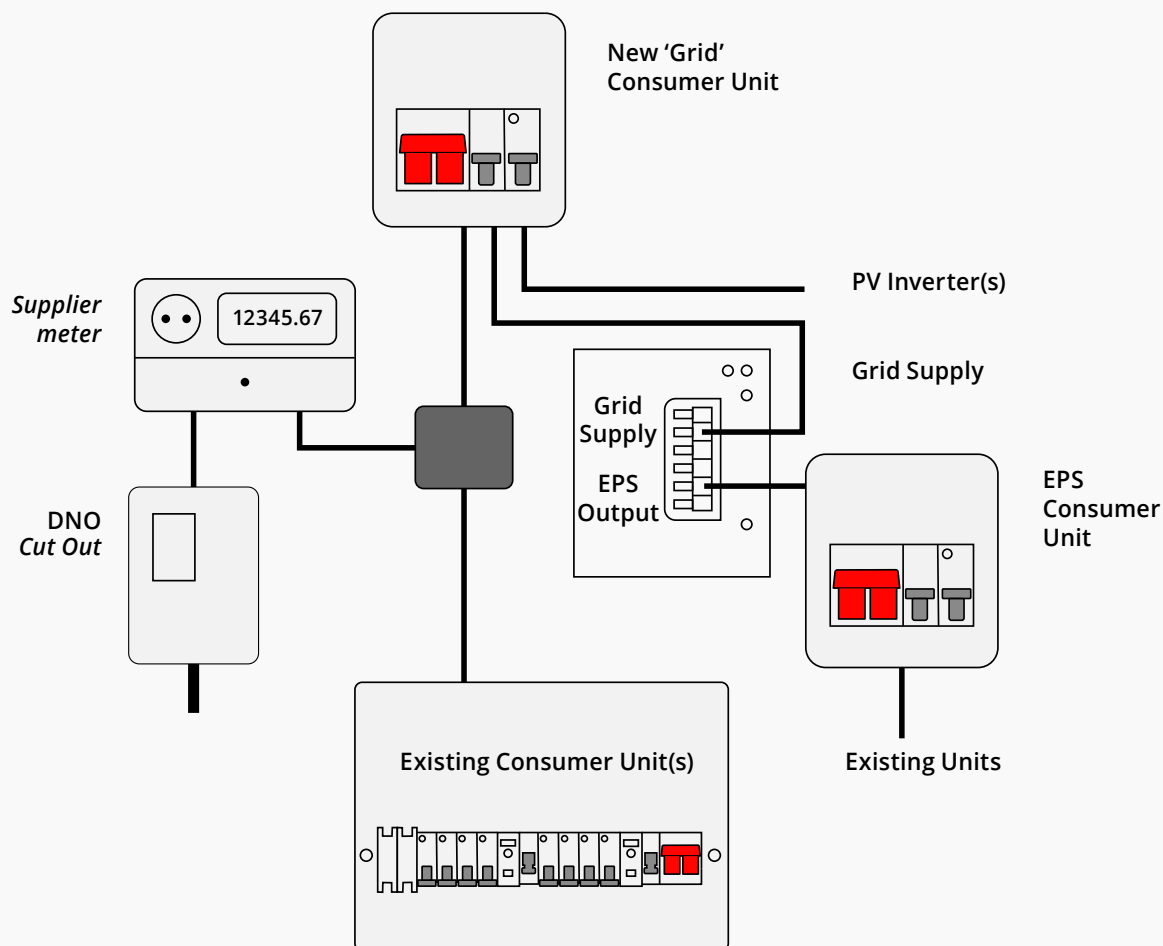 New ‘Grid’
Consumer Unit
Supplier
meter
12345.67
PV Inverter(s)
Grid Supply
Grid
Supply
EPS
Output
DNO
Cut Out
EPS
Consumer
Unit
Existing Consumer Unit(s)
Existing Units